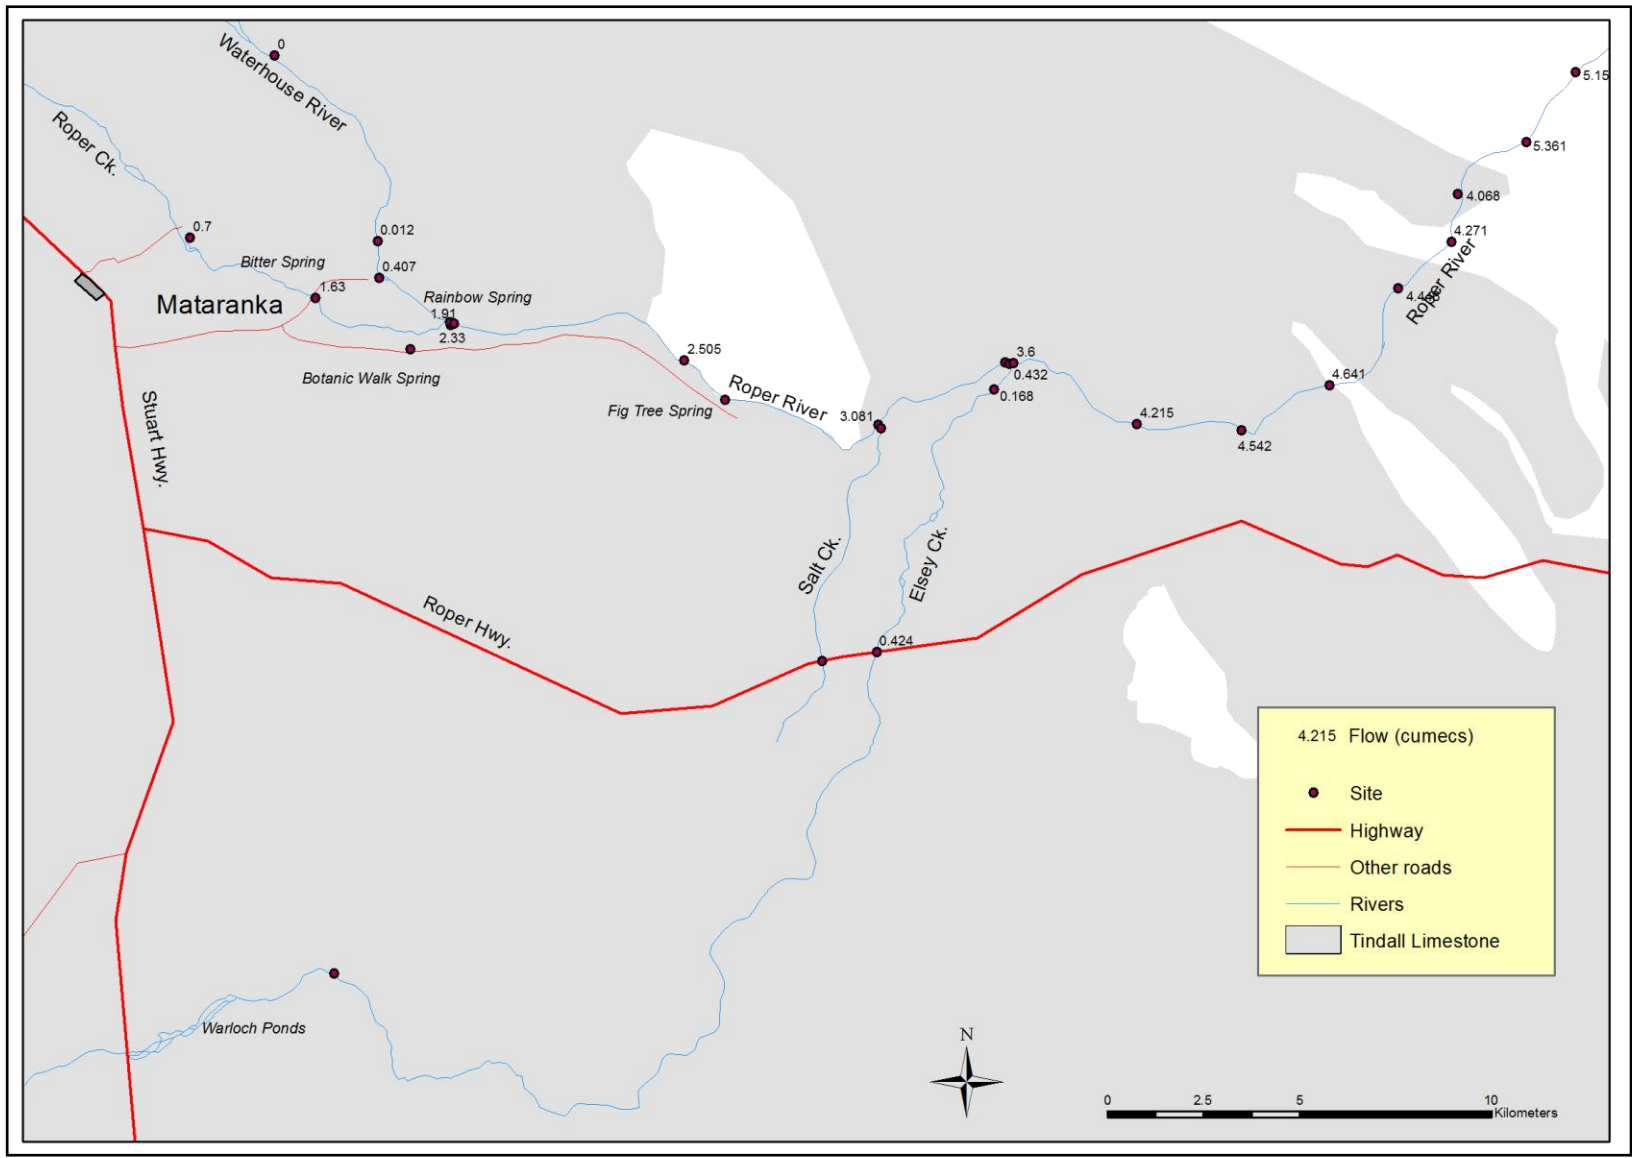 0
Waterhouse River
5.15
Roper Ck.
5.361
4.068
0.7
0.012
4.271
Bitter Spring
0.407
Roper River
1.63
Rainbow Spring
Mataranka
1.91
2.33
2.505
3.6
0.432
Botanic Walk Spring
4.641
Roper River
0.168
Stuart Hwy.
Fig Tree Spring
3.081
4.215
4.542
Salt Ck.
Elsey Ck.
Roper Hwy.
0.424
4.215 Flow (cumecs)
Site
Highway
Other roads
Rivers
Tindall Limestone
Warloch Ponds
N
0 2.5 5 10
Kilometers